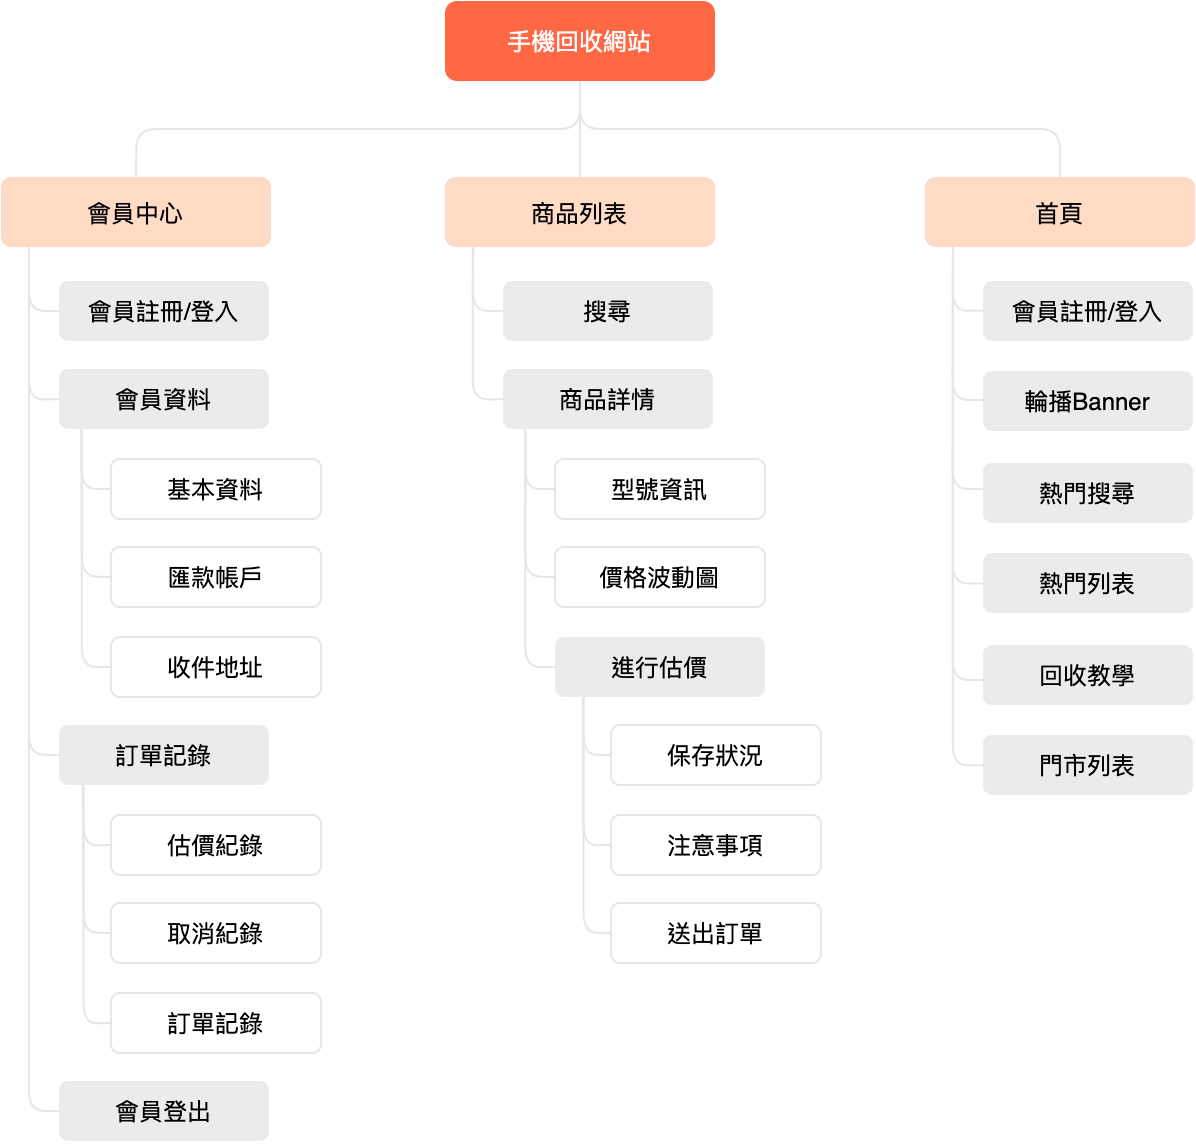 手機回收網站
會員中心
會員註冊/登入
會員資料
基本資料
匯款帳戶
收件地址
訂單記錄
估價紀錄
取消紀錄
訂單記錄
會員登出
商品列表
搜尋
商品詳情
型號資訊
價格波動圖
進行估價
保存狀況
注意事項
送出訂單
首頁
會員註冊/登入
輪播Banner
熱門搜尋
熱門列表
回收教學
門市列表